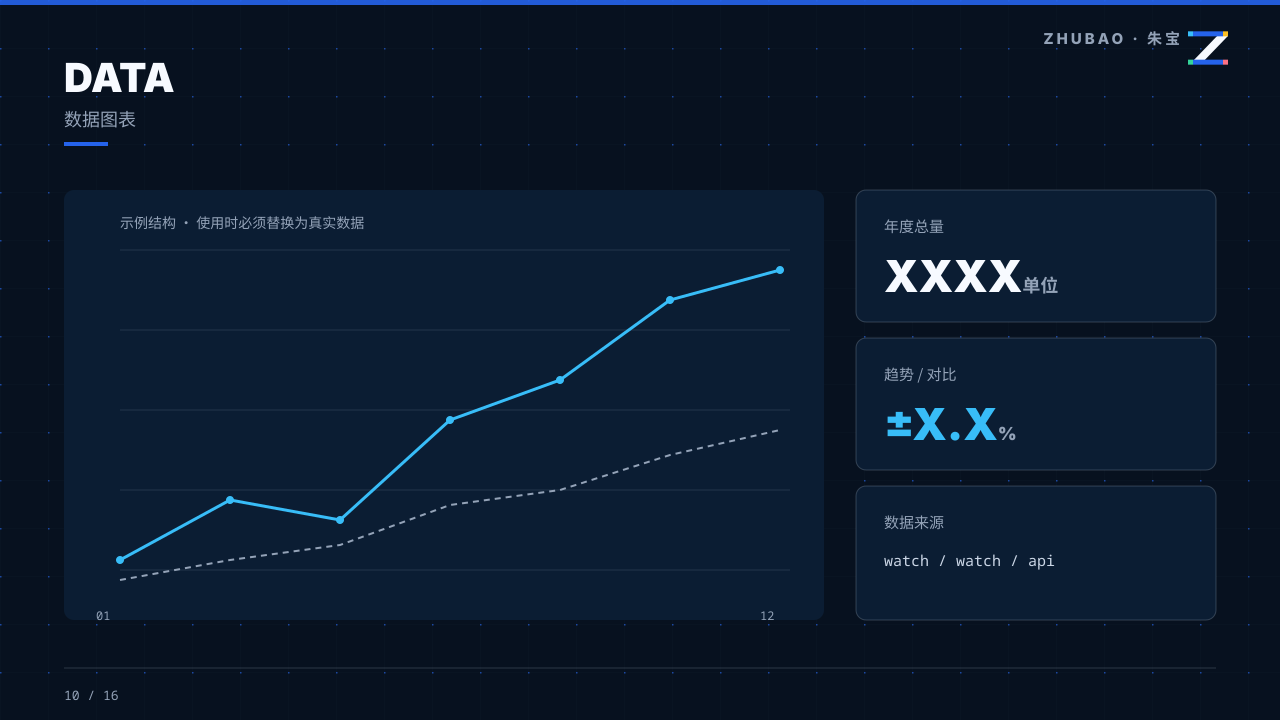 ZHUBAO · 朱宝
DATA
数据图表
示例结构 · 使用时必须替换为真实数据
01
12
年度总量
XXXX单位
趋势 / 对比
±X.X%
数据来源
watch / watch / api
10 / 16